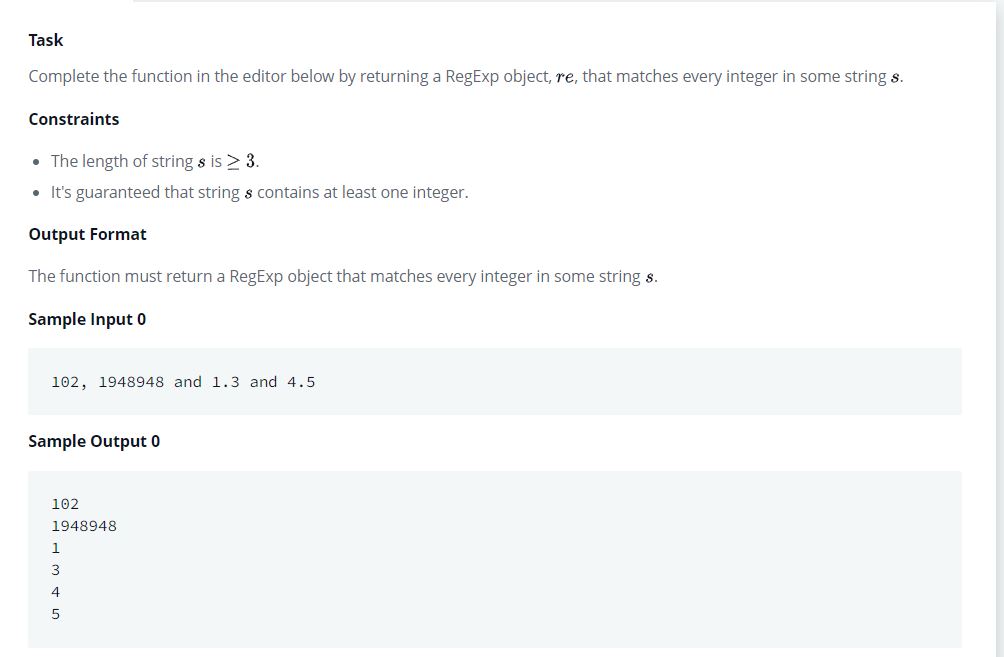 Task
Complete the function in the editor below by returning a RegExp object, re, that matches every integer in some string s.
Constraints
• The length of string s is ≥ 3.
• It's guaranteed that string s contains at least one integer.
Output Format
The function must return a RegExp object that matches every integer in some string s.
Sample Input 0
102, 1948948 and 1.3 and 4.5
Sample Output 0
102
1948948
1
3
4
5